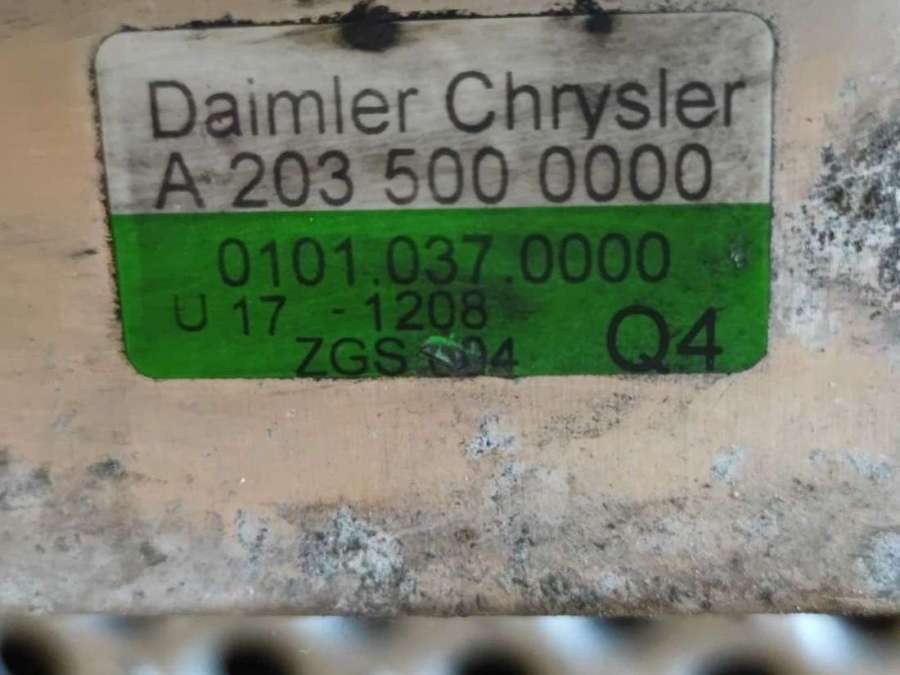 Daimler Chrysler
A 203 500 0000
0101.037.0000
U 17 - 1208
ZGS Q4